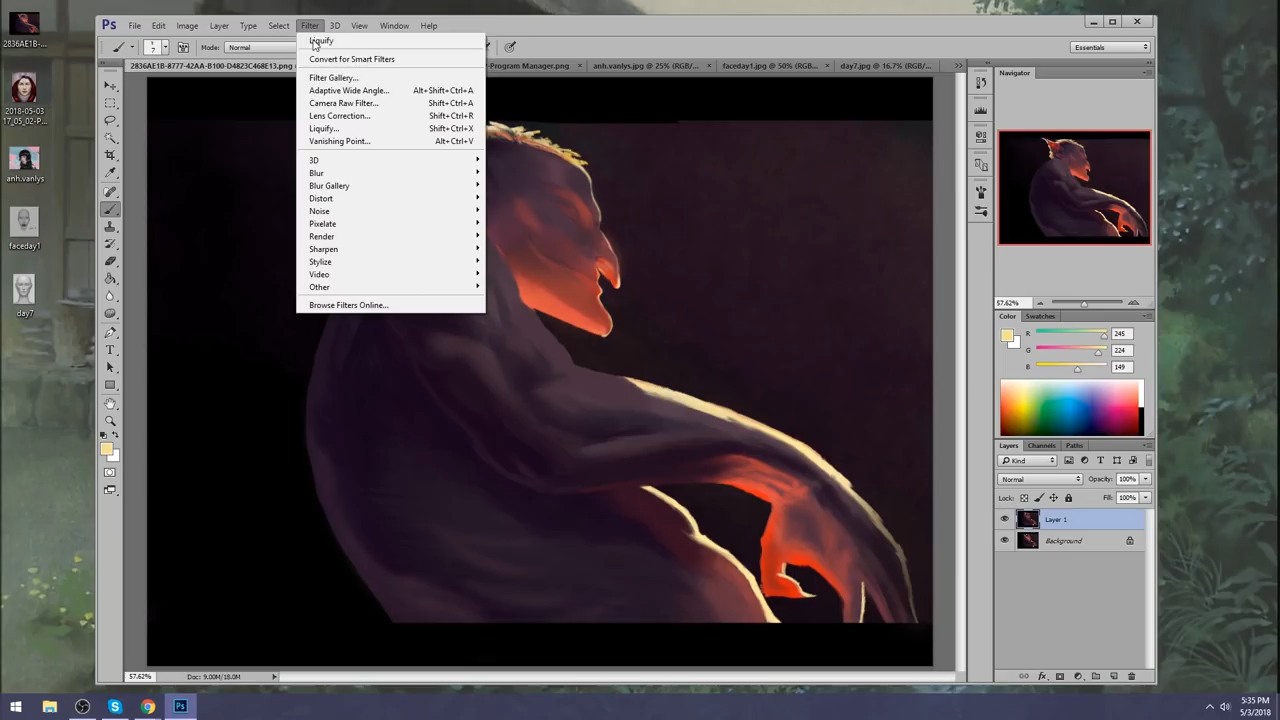 2836AE1B-...
2018-05-03
17_05_02-P...
anh.vanlys
faceday1
day7
Ps File Edit Image Layer Type Select Filter 3D View Window Help
7 Mode: Normal Essentials
2836AE1B-8777-42AA-B100-D4823C468E13.png -Program Manager.png × anh.vanlys.jpg @ 25% (RGB/... × faceday1.jpg @ 50% (RGB/... × day7.jpg @ 16.7% (RGB/... × >>
Liquify
Convert for Smart Filters
Filter Gallery...
Adaptive Wide Angle... Alt+Shift+Ctrl+A
Camera Raw Filter... Shift+Ctrl+A
Lens Correction... Shift+Ctrl+R
Liquify... Shift+Ctrl+X
Vanishing Point... Alt+Ctrl+V
3D
Blur
Blur Gallery
Distort
Noise
Pixelate
Render
Sharpen
Stylize
Video
Other
Browse Filters Online...
Navigator
57.62%
Color Swatches
R 245
G 224
B 149
Layers Channels Paths
Kind
Normal Opacity: 100%
Lock: Fill: 100%
Layer 1
Background
57.62% Doc: 9.00M/18.0M
Ps
5:35 PM
5/3/2018